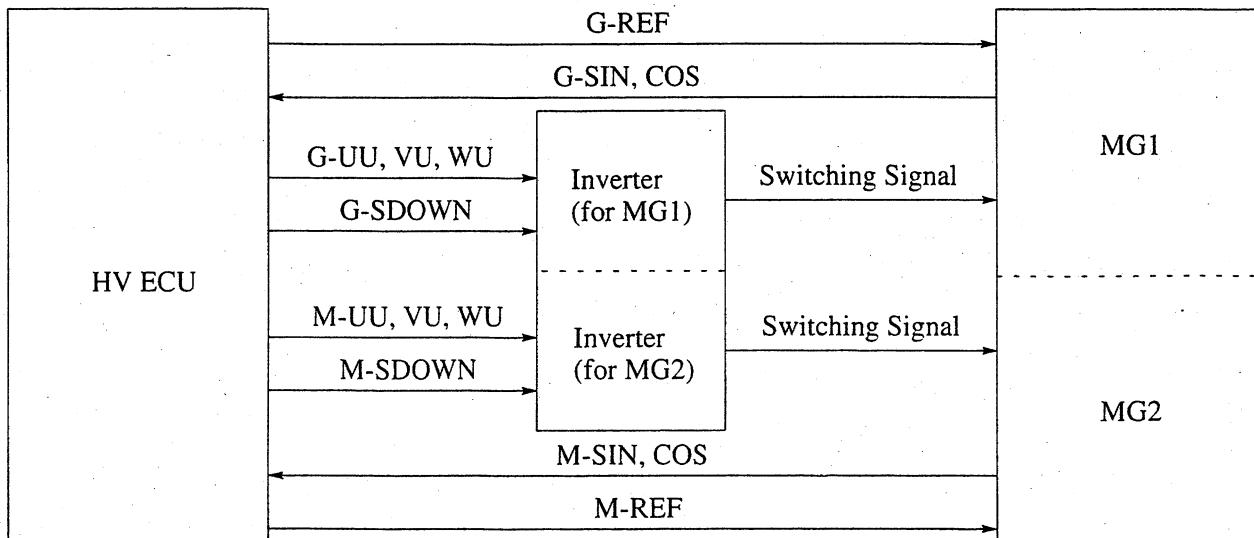 G-REF
G-SIN, COS
MG1
G-UU, VU, WU
Inverter
(for MG1)
Switching Signal
G-SDOWN
HV ECU
M-UU, VU, WU
Inverter
(for MG2)
Switching Signal
M-SDOWN
MG2
M-SIN, COS
M-REF